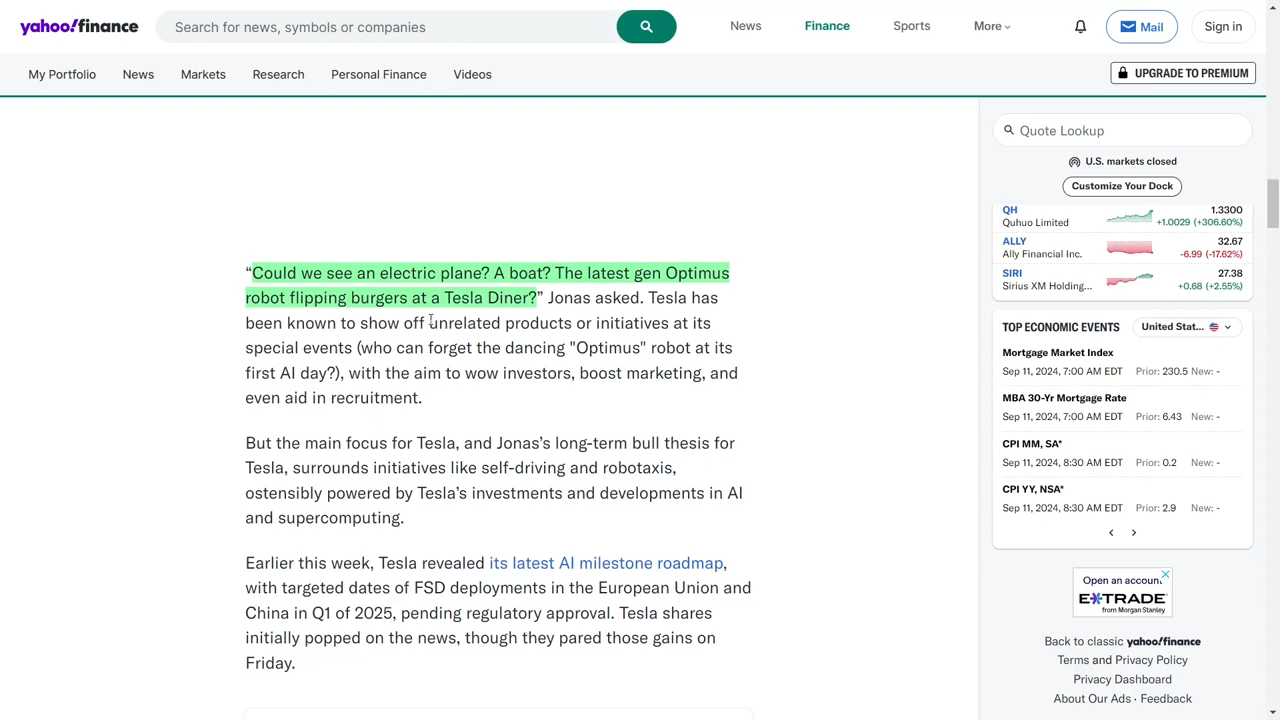 yahoo!finance
Search for news, symbols or companies
News
Finance
Sports
More
Mail
Sign in
My Portfolio
News
Markets
Research
Personal Finance
Videos
UPGRADE TO PREMIUM
“Could we see an electric plane? A boat? The latest gen Optimus
robot flipping burgers at a Tesla Diner?” Jonas asked. Tesla has
been known to show off unrelated products or initiatives at its
special events (who can forget the dancing "Optimus" robot at its
first AI day?), with the aim to wow investors, boost marketing, and
even aid in recruitment.
But the main focus for Tesla, and Jonas’s long-term bull thesis for
Tesla, surrounds initiatives like self-driving and robotaxis,
ostensibly powered by Tesla’s investments and developments in AI
and supercomputing.
Earlier this week, Tesla revealed its latest AI milestone roadmap,
with targeted dates of FSD deployments in the European Union and
China in Q1 of 2025, pending regulatory approval. Tesla shares
initially popped on the news, though they pared those gains on
Friday.
Quote Lookup
U.S. markets closed
Customize Your Dock
QH 1.3300
Quhuo Limited +1.0029 (+306.60%)
ALLY 32.67
Ally Financial Inc. -6.99 (-17.62%)
SIRI 27.38
Sirius XM Holding... +0.68 (+2.55%)
TOP ECONOMIC EVENTS United Stat...
Mortgage Market Index
Sep 11, 2024, 7:00 AM EDT Prior: 230.5 New: -
MBA 30-Yr Mortgage Rate
Sep 11, 2024, 7:00 AM EDT Prior: 6.43 New: -
CPI MM, SA*
Sep 11, 2024, 8:30 AM EDT Prior: 0.2 New: -
CPI YY, NSA*
Sep 11, 2024, 8:30 AM EDT Prior: 2.9 New: -
Open an account
E*TRADE
from Morgan Stanley
Back to classic yahoo!finance
Terms and Privacy Policy
Privacy Dashboard
About Our Ads · Feedback